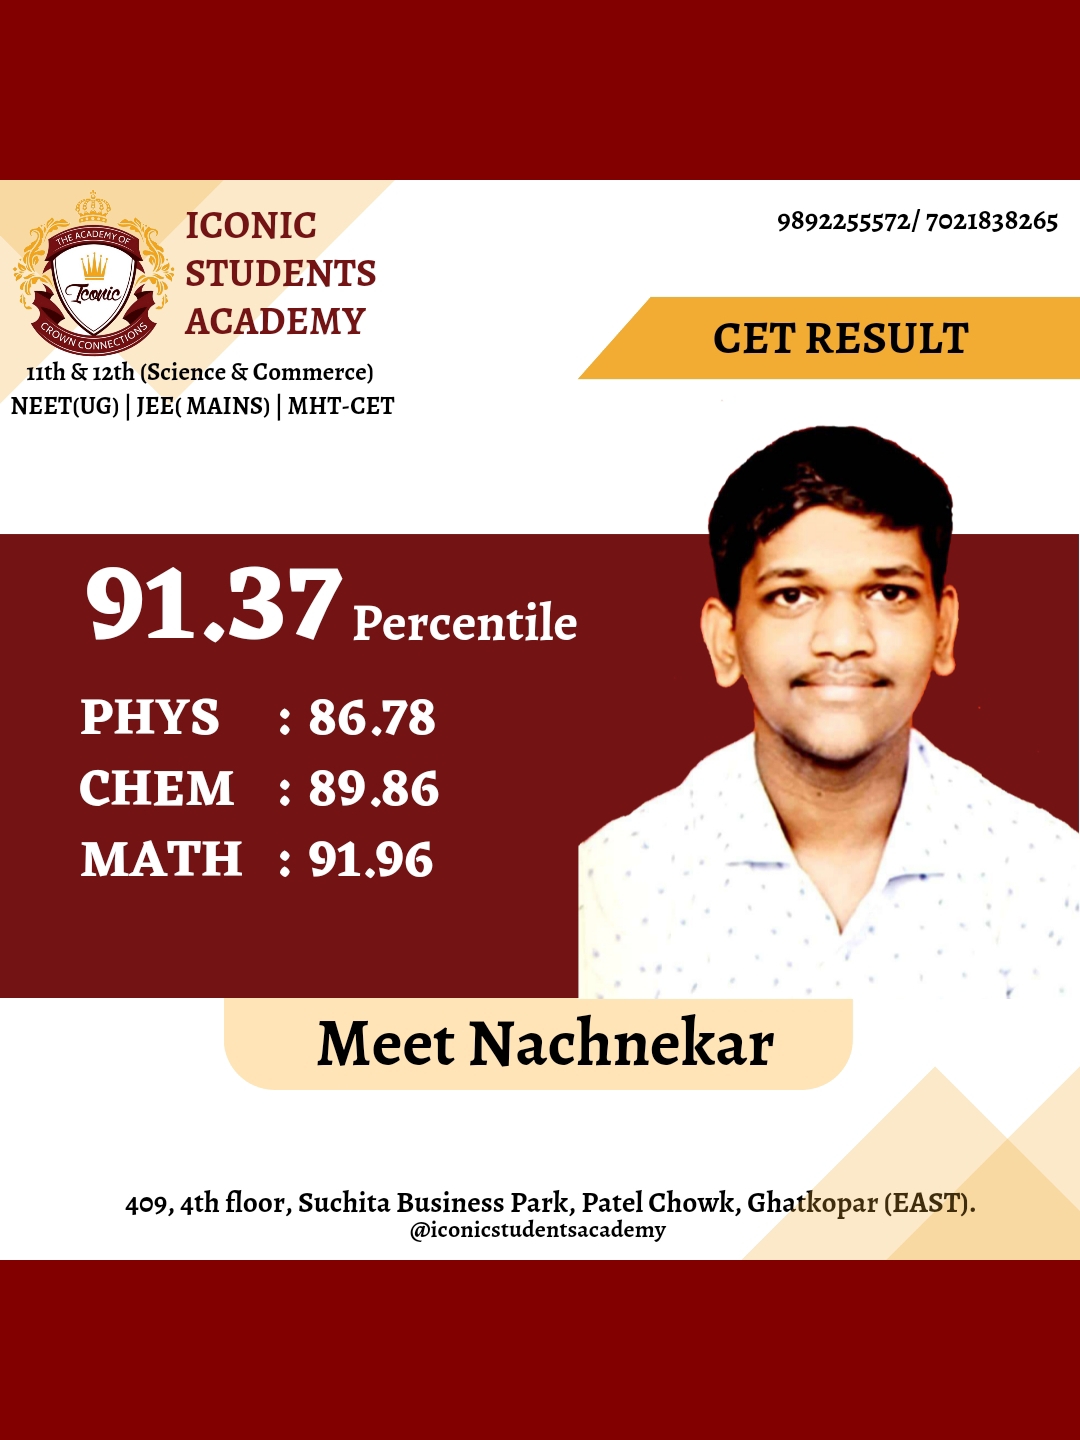 THE ACADEMY OF
Iconic
CROWN CONNECTIONS
ICONIC
STUDENTS
ACADEMY
11th & 12th (Science & Commerce)
NEET(UG) | JEE( MAINS) | MHT-CET
9892255572/ 7021838265
CET RESULT
91.37 Percentile
PHYS : 86.78
CHEM : 89.86
MATH : 91.96
Meet Nachnekar
409, 4th floor, Suchita Business Park, Patel Chowk, Ghatkopar (EAST).
@iconicstudentsacademy